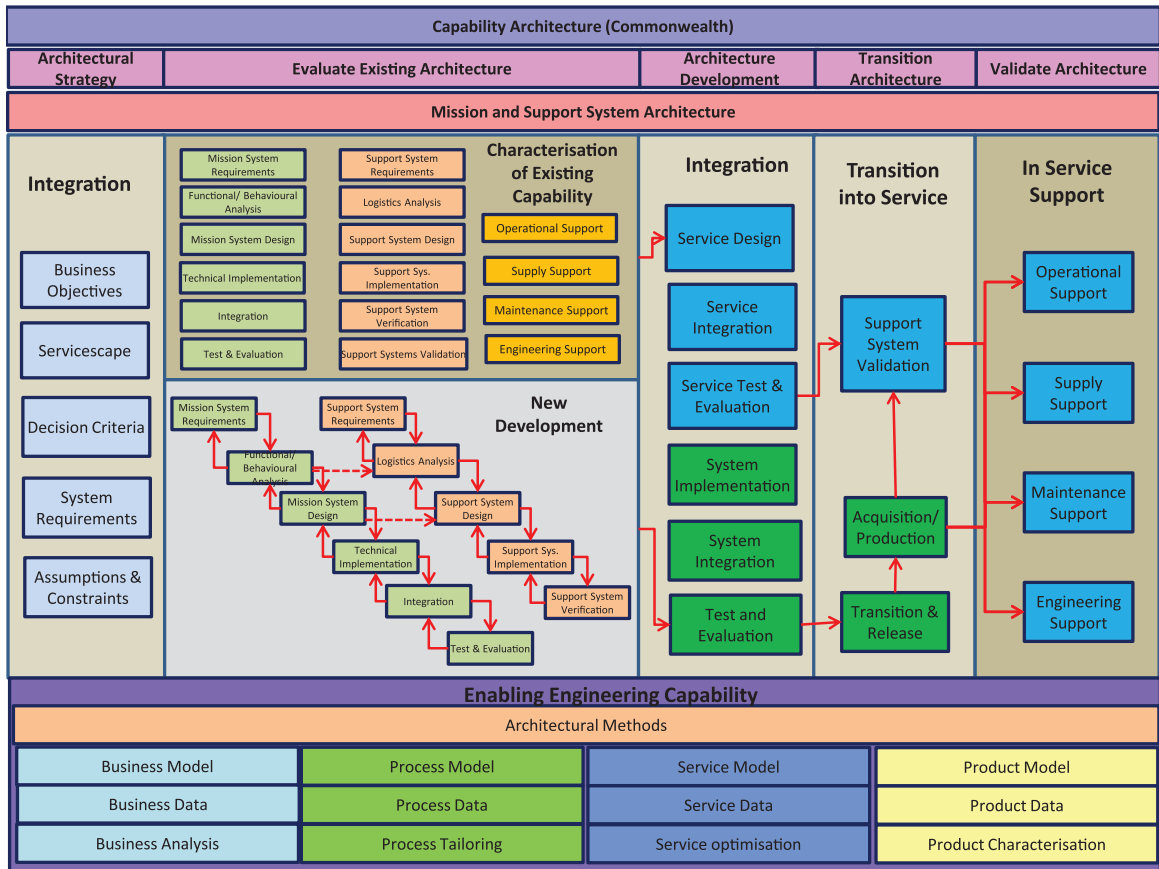 Capability Architecture (Commonwealth)
Architectural
Strategy
Evaluate Existing Architecture
Architecture
Development
Transition
Architecture
Validate Architecture
Mission and Support System Architecture
Integration
Business
Objectives
Servicescape
Decision Criteria
System
Requirements
Assumptions &
Constraints
Mission System
Requirements
Functional/ Behavioural
Analysis
Mission System Design
Technical Implementation
Integration
Test & Evaluation
Support System
Requirements
Logistics Analysis
Support System Design
Support Sys.
Implementation
Support System
Verification
Support Systems Validation
Characterisation
of Existing
Capability
Operational Support
Supply Support
Maintenance Support
Engineering Support
New
Development
Mission System
Requirements
Functional/
Behavioural
Analysis
Mission System
Design
Technical
Implementation
Integration
Test & Evaluation
Support System
Requirements
Logistics Analysis
Support System
Design
Support Sys.
Implementation
Support System
Verification
Integration
Service Design
Service
Integration
Service Test &
Evaluation
System
Implementation
System
Integration
Test and
Evaluation
Transition
into Service
Support
System
Validation
Acquisition/
Production
Transition &
Release
In Service
Support
Operational
Support
Supply
Support
Maintenance
Support
Engineering
Support
Enabling Engineering Capability
Architectural Methods
Business Model
Process Model
Service Model
Product Model
Business Data
Process Data
Service Data
Product Data
Business Analysis
Process Tailoring
Service optimisation
Product Characterisation